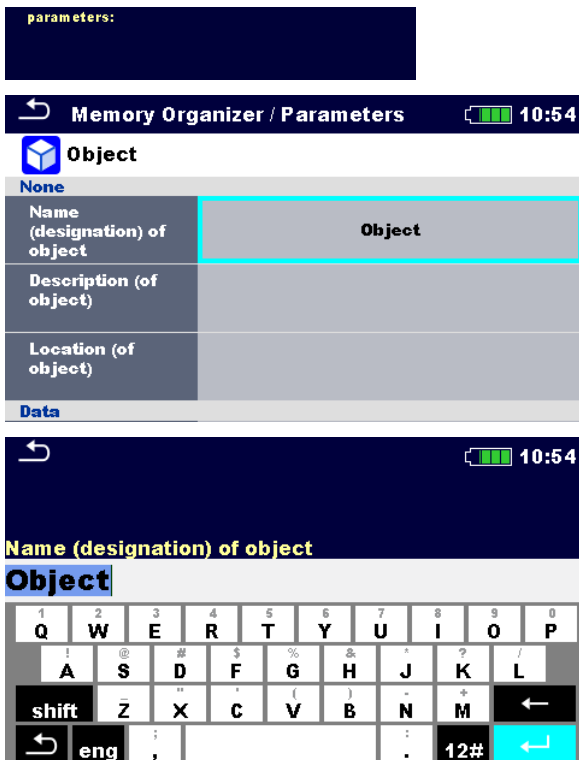 parameters:
Memory Organizer / Parameters 10:54
Object
None
Name
(designation) of
object
Object
Description (of
object)
Location (of
object)
Data
10:54
Name (designation) of object
Object
1 2 3 4 5 6 7 8 9 0
Q W E R T Y U I O P
! @ # $ % & * ? /
A S D F G H J K L
_ " ' ( ) - +
shift Z X C V B N M
; :
eng , . 12#